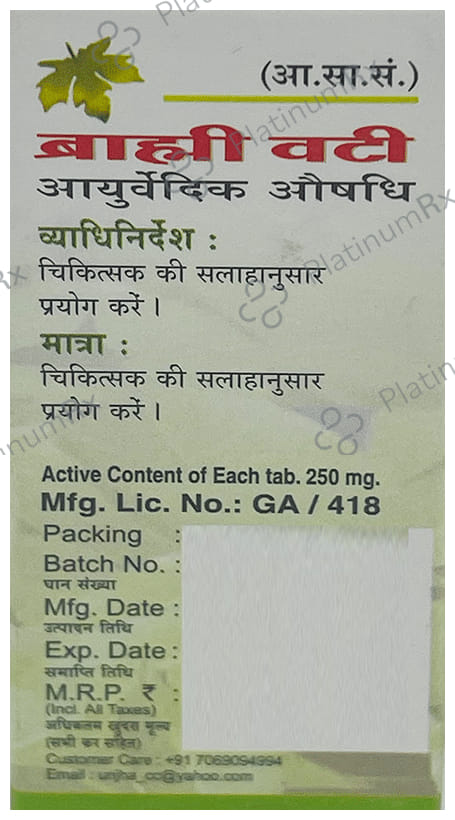 (आ.सा.सं.)
ब्राह्मी वटी
आयुर्वेदिक औषधि
व्याधिनिर्देश :
चिकित्सक की सलाहानुसार
प्रयोग करें ।
मात्रा :
चिकित्सक की सलाहानुसार
प्रयोग करें ।
Active Content of Each tab. 250 mg.
Mfg. Lic. No.: GA / 418
Packing :
Batch No. :
घान संख्या
Mfg. Date :
उत्पादन तिथि
Exp. Date :
समाप्ति तिथि
M.R.P. ₹ :
(Incl. All Taxes)
अधिकतम खुदरा मूल्य
(सभी कर सहित)
Customer Care : +91 7069094994
Email : unjha_co@yahoo.com
PlatinumRx
PlatinumRx